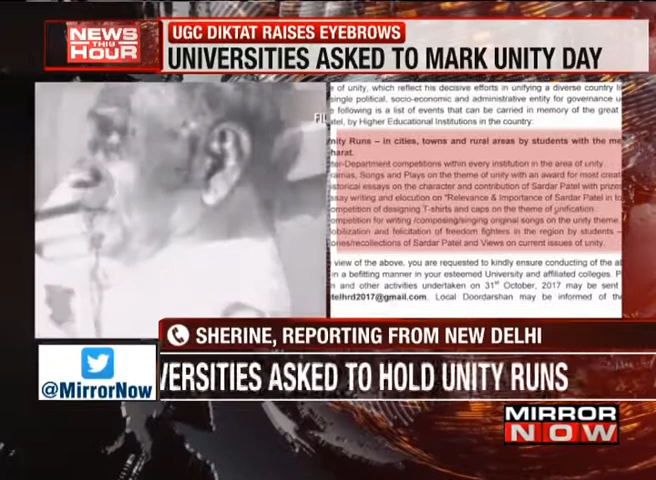 NEWS
THIS
HOUR
UGC DIKTAT RAISES EYEBROWS
UNIVERSITIES ASKED TO MARK UNITY DAY
FI
of unity, which reflect his decisive efforts in unifying a diverse country
single political, socio-economic and administrative entity for governance
following is a list of events that can be carried in memory of the great
atel, by Higher Educational Institutions in the country:
nity Runs – in cities, towns and rural areas by students with the me
harat.
ter-Department competitions within every institution in the area of unity.
ramas, Songs and Plays on the theme of unity with an award for most creat
istorical essays on the character and contribution of Sardar Patel with prizes
ssay writing and elocution on "Relevance & Importance of Sardar Patel in to
ompetition of designing T-shirts and caps on the theme of unification
ompetition for writing /composing/singing original songs on the unity theme.
obilization and felicitation of freedom fighters in the region by students –
ories/recollections of Sardar Patel and Views on current issues of unity.
view of the above, you are requested to kindly ensure conducting of the ab
in a befitting manner in your esteemed University and affiliated colleges. P
n and other activities undertaken on 31st October, 2017 may be sent
telhrd2017@gmail.com. Local Doordarshan may be informed of the
SHERINE, REPORTING FROM NEW DELHI
@MirrorNow
VERSITIES ASKED TO HOLD UNITY RUNS
MIRROR
NOW